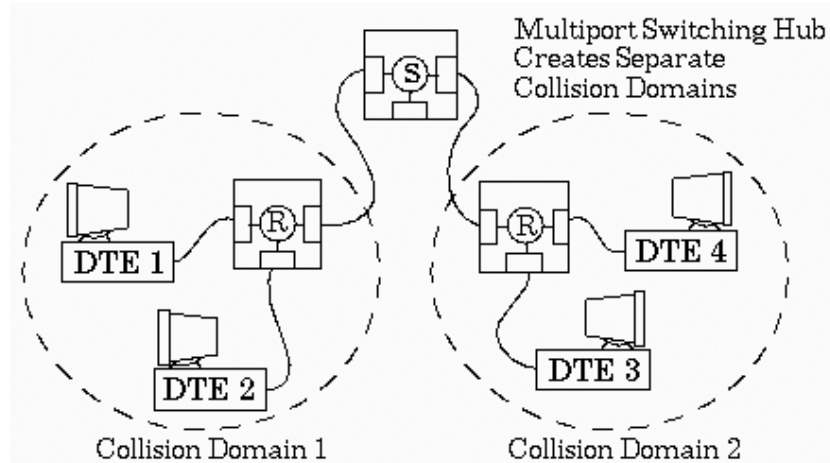 Multiport Switching Hub
Creates Separate
Collision Domains
S
R
R
DTE 1
DTE 4
DTE 2
DTE 3
Collision Domain 1
Collision Domain 2